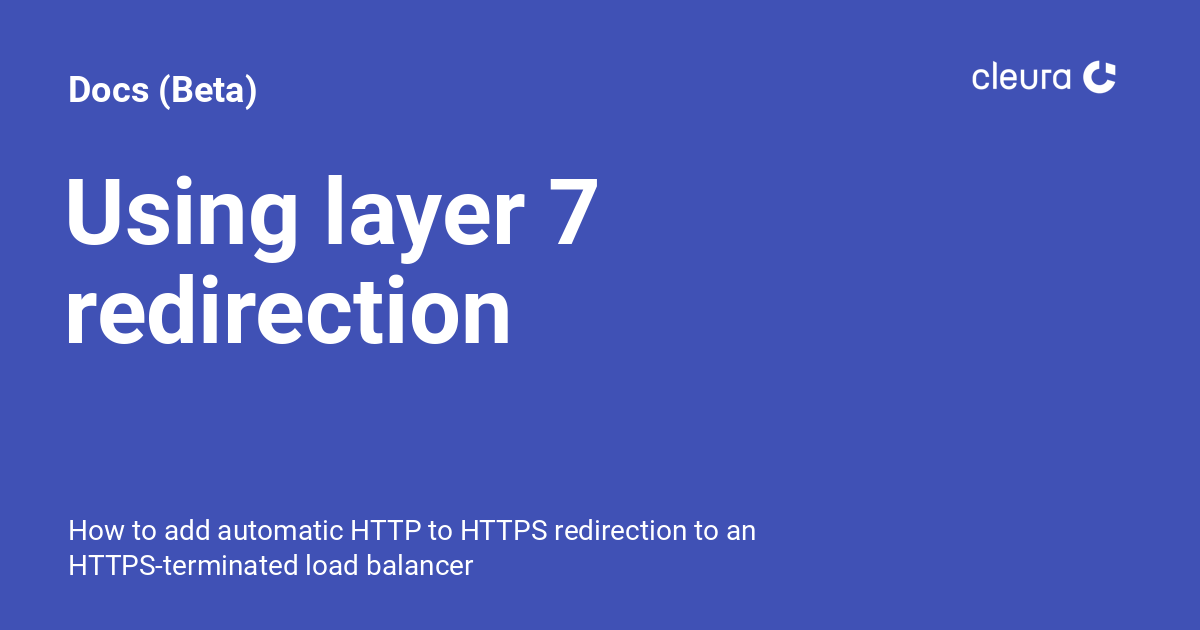 Docs (Beta)
cleura
Using layer 7
redirection
How to add automatic HTTP to HTTPS redirection to an
HTTPS-terminated load balancer